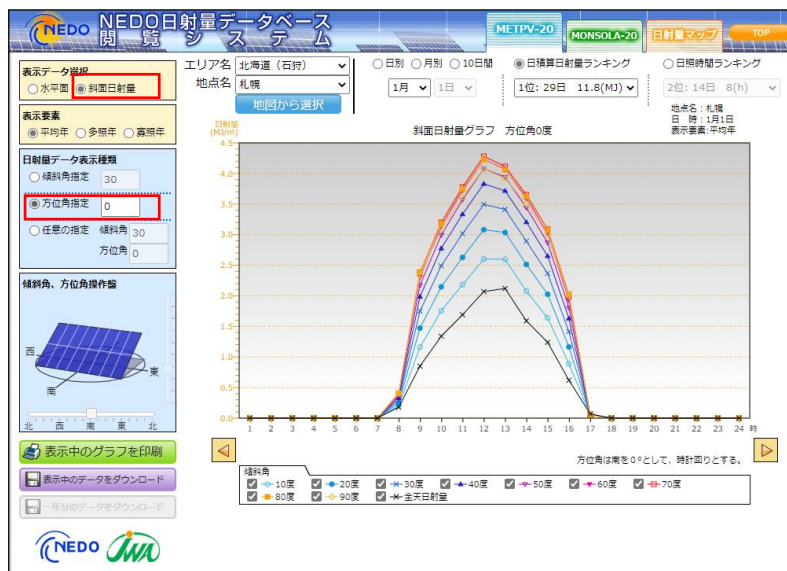 NEDO
NEDO日射量データベース
閲覧システム
METPV-20
MONSOLA-20
日射量マップ
TOP
表示データ選択
水平面 斜面日射量
表示要素
平均年 多照年 寡照年
日射量データ表示種類
傾斜角指定 30
方位角指定 0
任意の指定 傾斜角 30
方位角 0
傾斜角、方位角操作盤
西
東
南
北 西 南 東 北
表示中のグラフを印刷
表示中のデータをダウンロード
一年分のデータをダウンロード
NEDO JWA
エリア名 北海道（石狩）
地点名 札幌
地図から選択
日別 月別 10日間
1月 1日
日積算日射量ランキング
1位: 29日 11.8(MJ)
日照時間ランキング
2位: 14日 8(h)
地点名：札幌
日 時：1月1日
表示要素:平均年
日射量
(MJ/㎡)
斜面日射量グラフ 方位角0度
4.5
4.0
3.5
3.0
2.5
2.0
1.5
1.0
0.5
0.0
1 2 3 4 5 6 7 8 9 10 11 12 13 14 15 16 17 18 19 20 21 22 23 24 時
方位角は南を0°として、時計回りとする。
傾斜角
10度 20度 30度 40度 50度 60度 70度
80度 90度 全天日射量